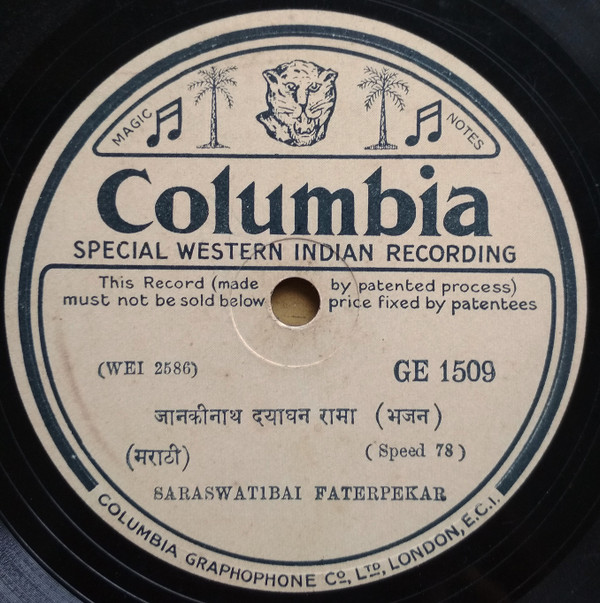 MAGIC NOTES
Columbia
SPECIAL WESTERN INDIAN RECORDING
This Record (made by patented process)
must not be sold below price fixed by patentees
(WEI 2586) GE 1509
जानकीनाथ दयाघन रामा (भजन)
(मराठी) (Speed 78)
SARASWATIBAI FATERPEKAR
COLUMBIA GRAPHOPHONE Co, LTD, LONDON, E.C.I.